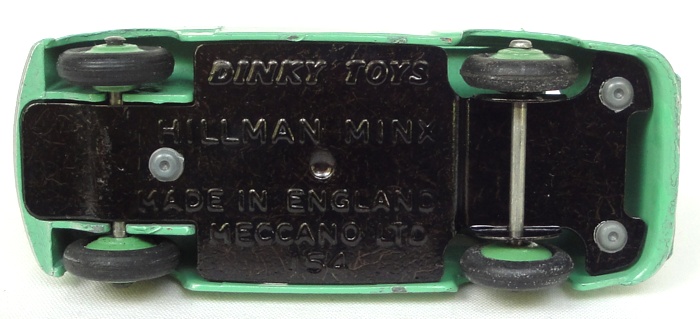 DINKY TOYS
HILLMAN MINX
MADE IN ENGLAND
MECCANO LTD
154